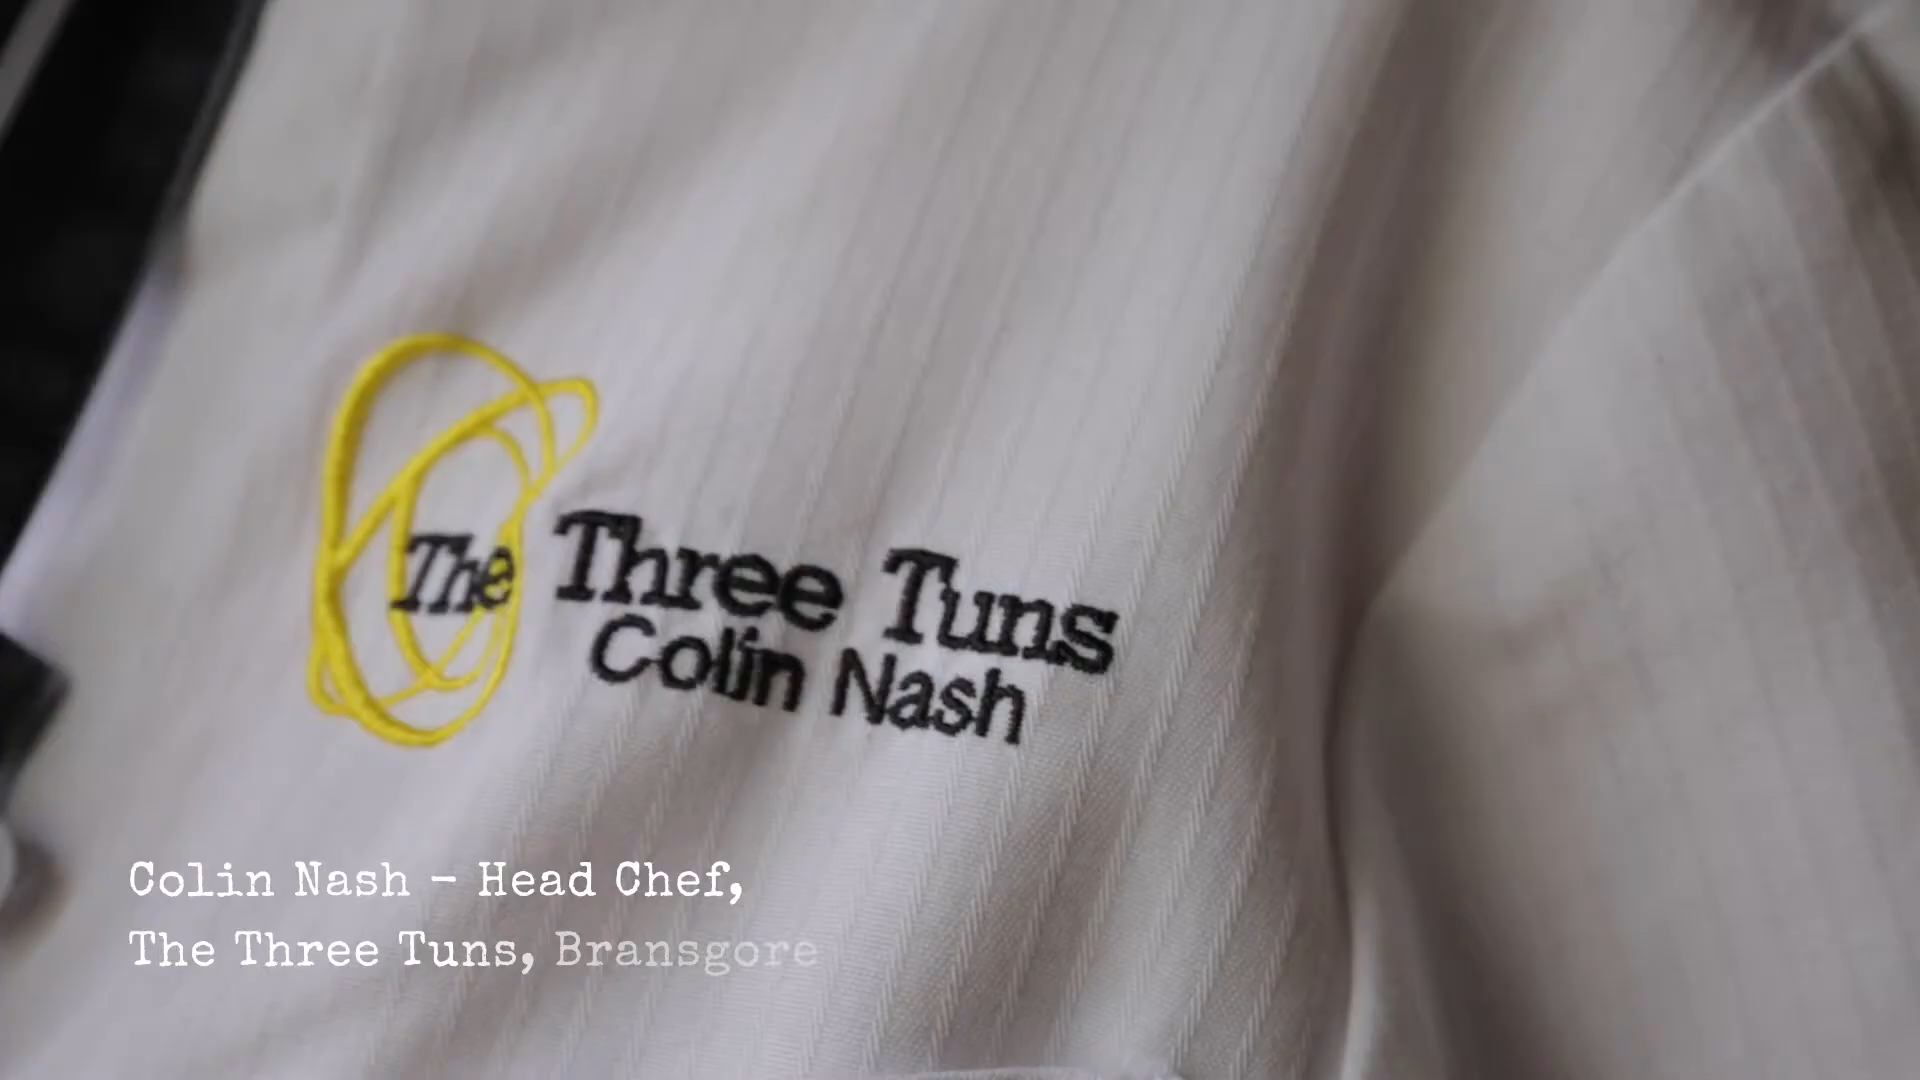 The Three Tuns
Colin Nash
Colin Nash – Head Chef,
The Three Tuns, Bransgore